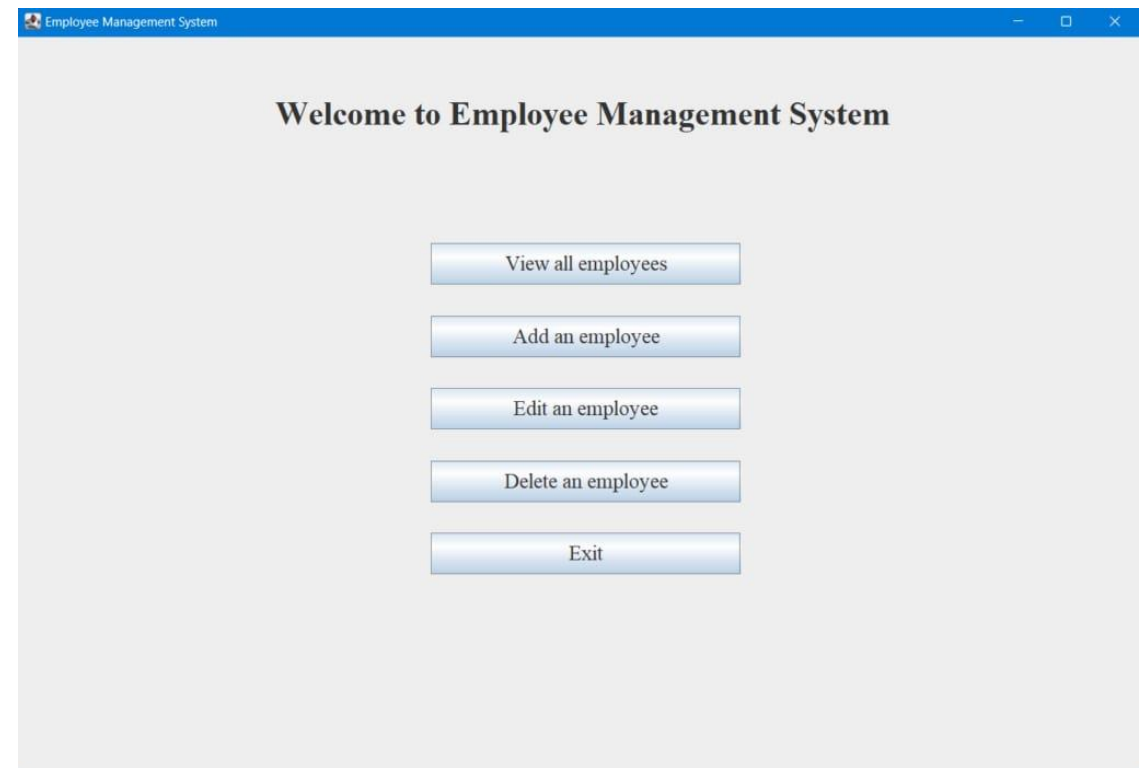 Employee Management System
Welcome to Employee Management System
View all employees
Add an employee
Edit an employee
Delete an employee
Exit